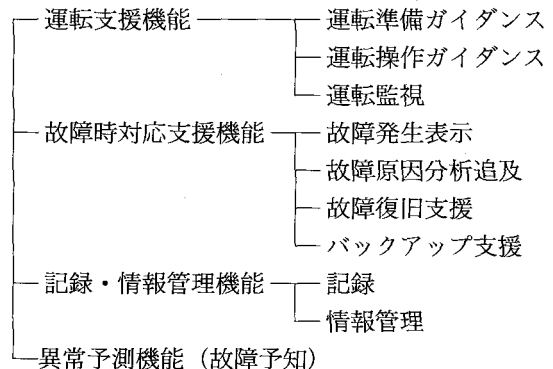 運転支援機能 運転準備ガイダンス
運転操作ガイダンス
運転監視
故障時対応支援機能 故障発生表示
故障原因分析追及
故障復旧支援
バックアップ支援
記録・情報管理機能 記録
情報管理
異常予測機能（故障予知）